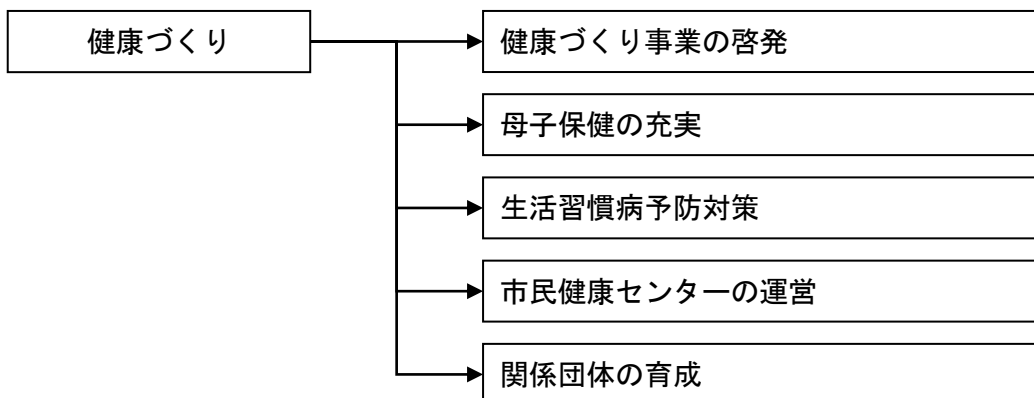 健康づくり
健康づくり事業の啓発
母子保健の充実
生活習慣病予防対策
市民健康センターの運営
関係団体の育成